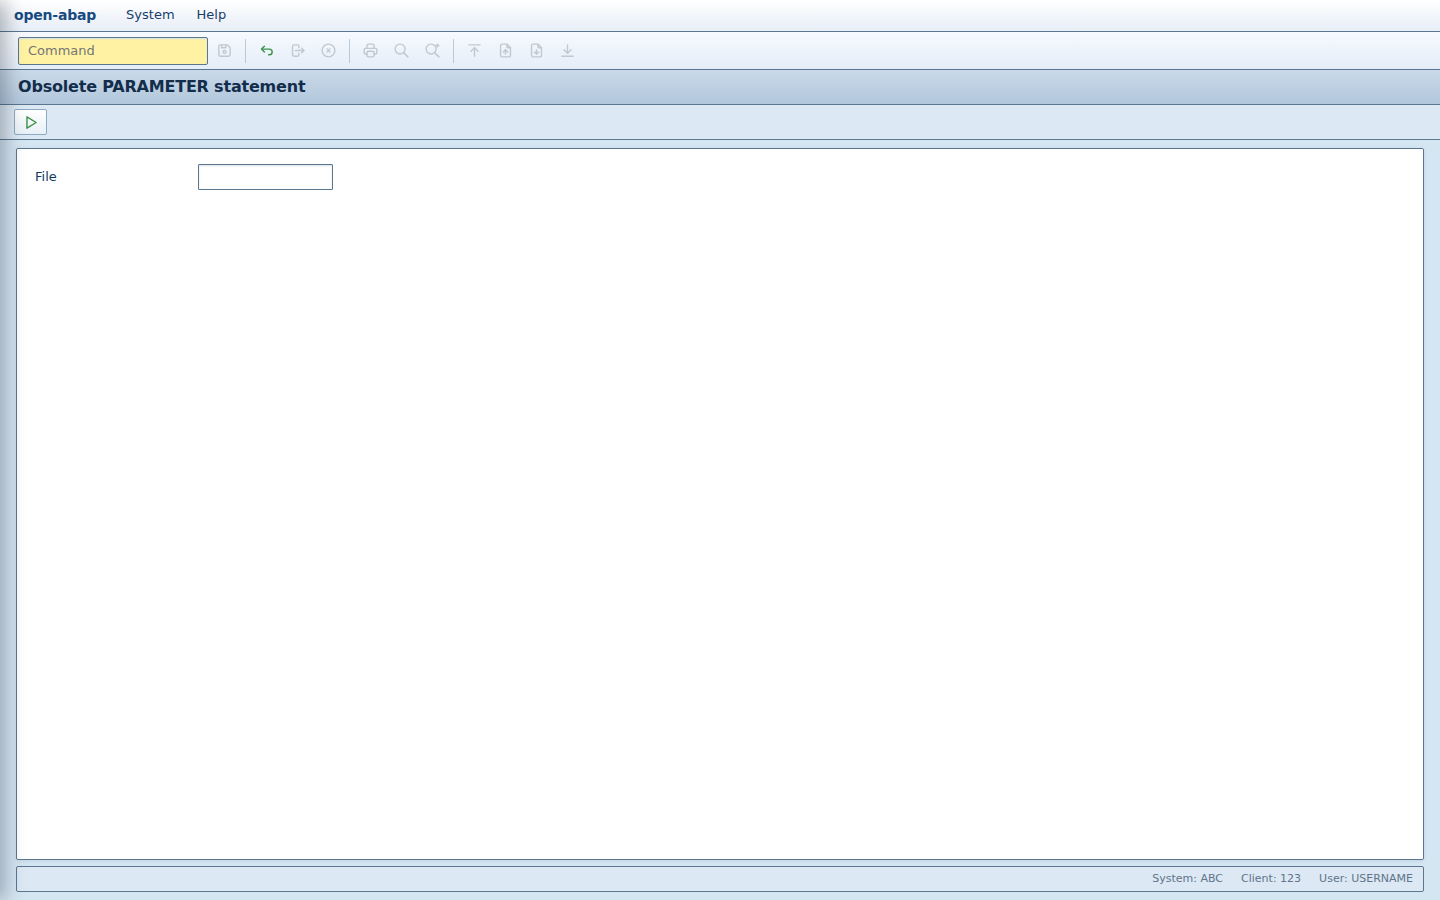 open-abap System Help
Command
Obsolete PARAMETER statement
File
System: ABC Client: 123 User: USERNAME